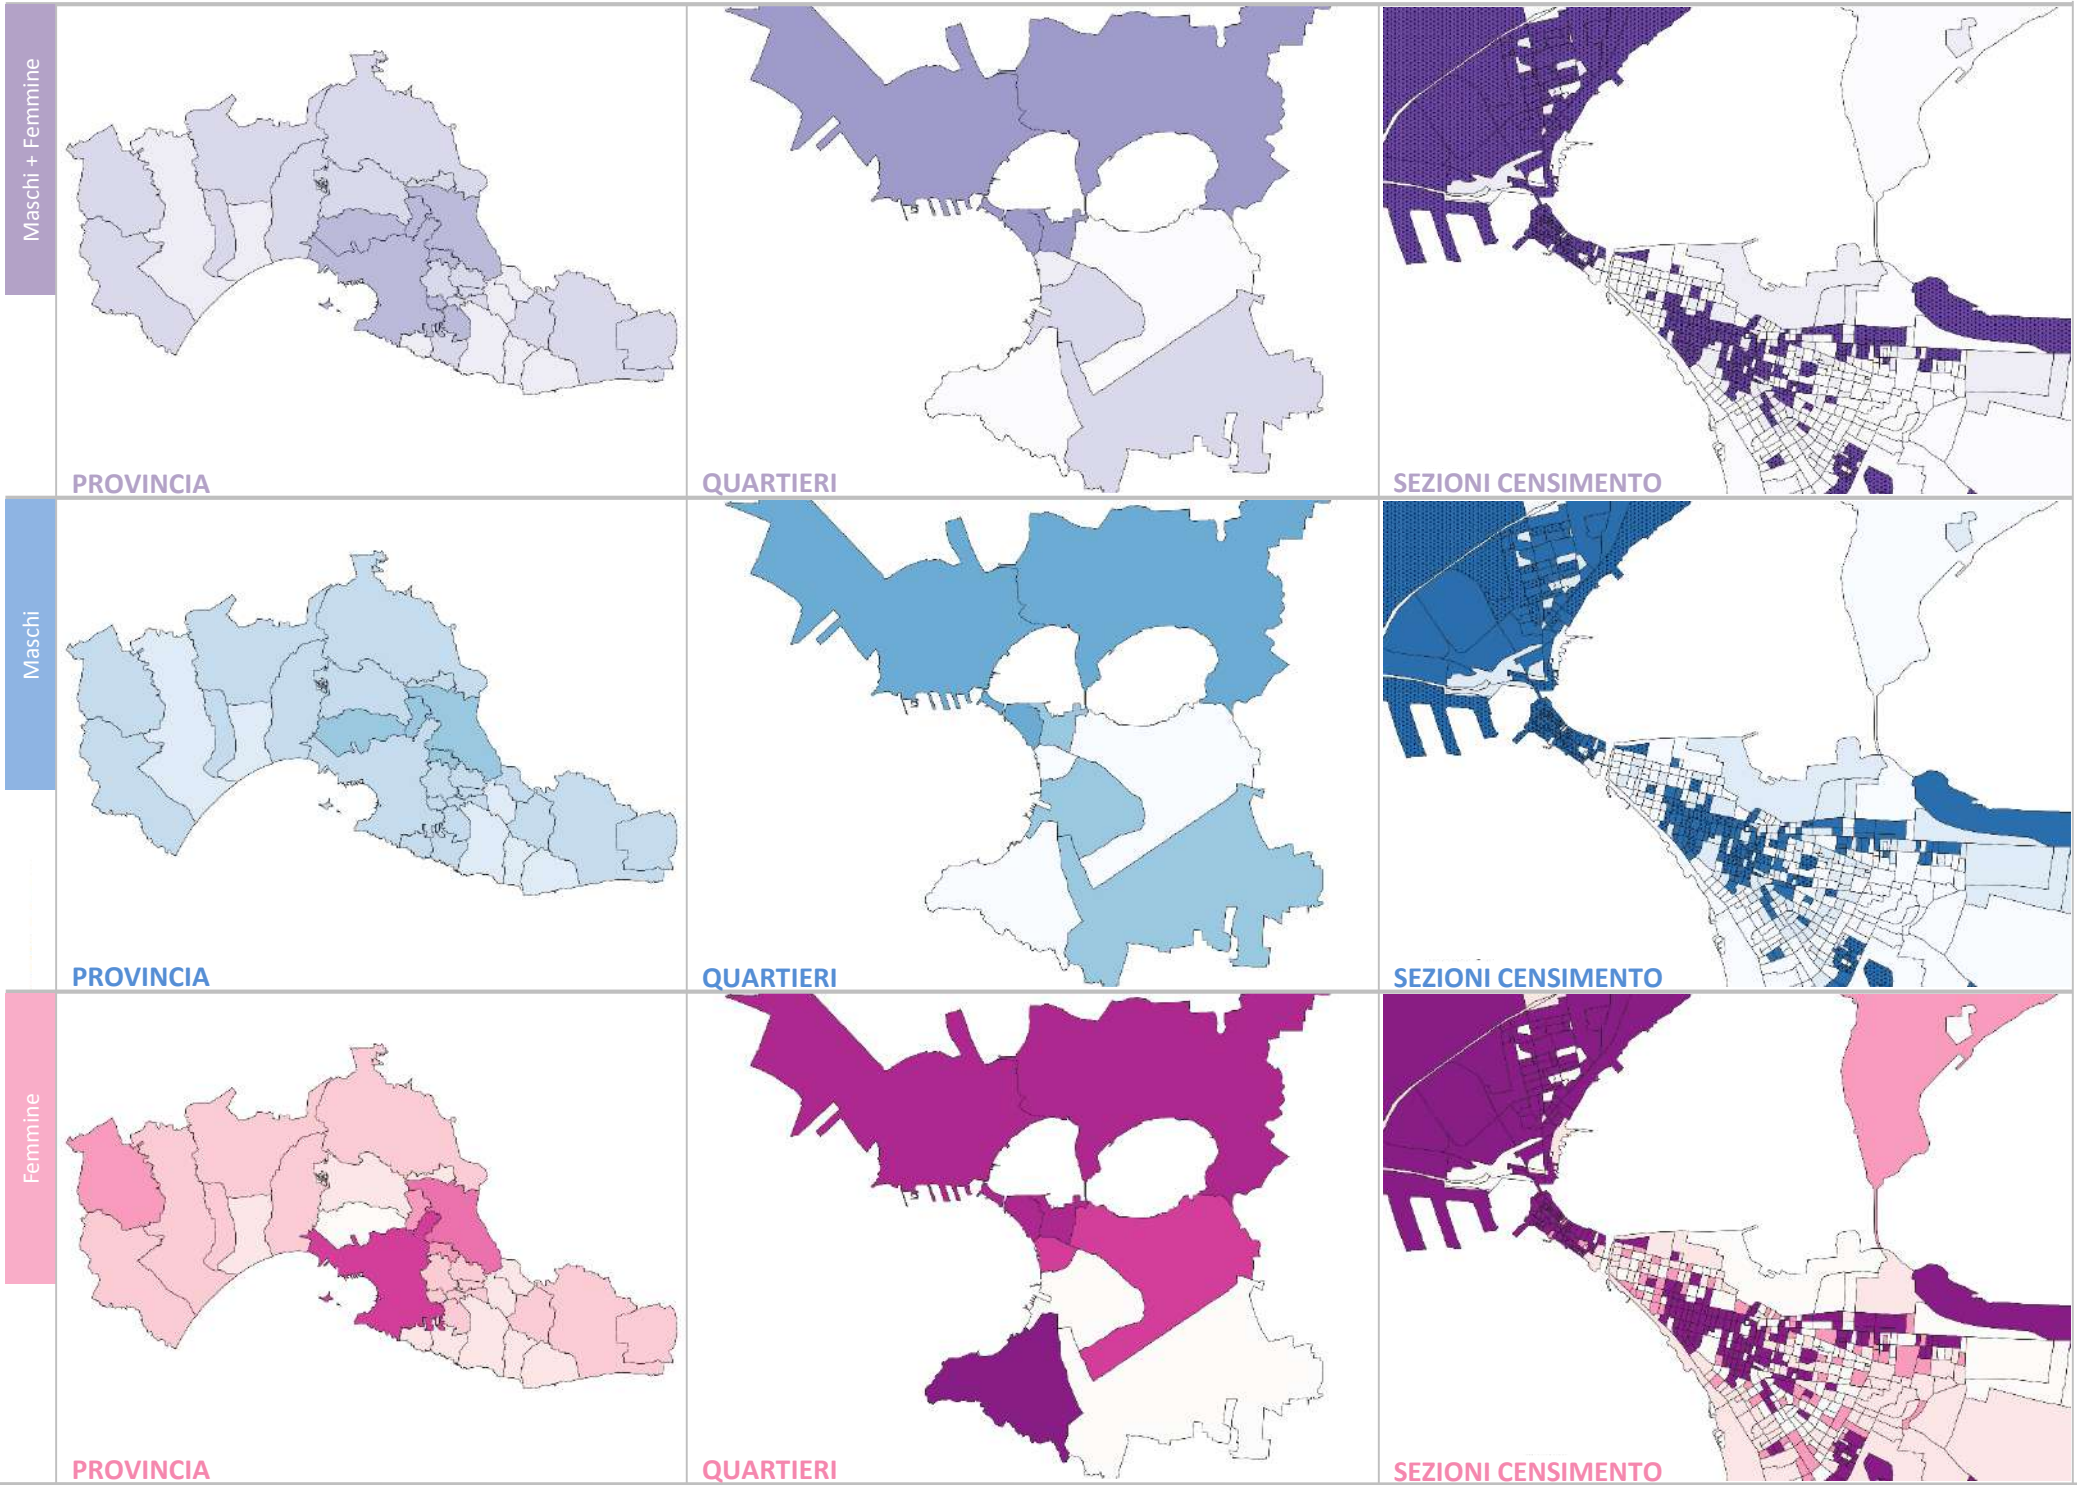 Maschi + Femmine
PROVINCIA
QUARTIERI
SEZIONI CENSIMENTO
Maschi
PROVINCIA
QUARTIERI
SEZIONI CENSIMENTO
Femmine
PROVINCIA
QUARTIERI
SEZIONI CENSIMENTO